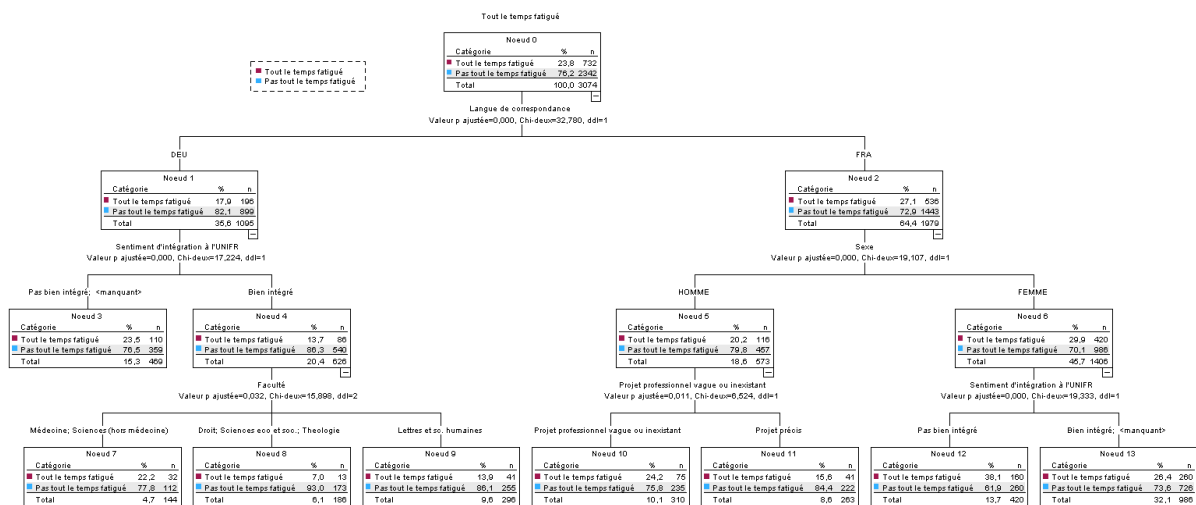 Tout le temps fatigué
Noeud 0
Catégorie % n
Tout le temps fatigué 23,8 732
Pas tout le temps fatigué 76,2 2342
Total 100,0 3074
Tout le temps fatigué
Pas tout le temps fatigué
Langue de correspondance
Valeur p ajustée=0,000, Chi-deux=32,780, ddl=1
DEU
FRA
Noeud 1
Catégorie % n
Tout le temps fatigué 17,9 196
Pas tout le temps fatigué 82,1 899
Total 35,6 1095
Noeud 2
Catégorie % n
Tout le temps fatigué 27,1 536
Pas tout le temps fatigué 72,9 1443
Total 64,4 1979
Sentiment d'intégration à l'UNIFR
Valeur p ajustée=0,000, Chi-deux=17,224, ddl=1
Sexe
Valeur p ajustée=0,000, Chi-deux=19,107, ddl=1
Pas bien intégré; <manquant>
Bien intégré
HOMME
FEMME
Noeud 3
Catégorie % n
Tout le temps fatigué 23,5 110
Pas tout le temps fatigué 76,5 359
Total 15,3 469
Noeud 4
Catégorie % n
Tout le temps fatigué 13,7 86
Pas tout le temps fatigué 86,3 540
Total 20,4 626
Noeud 5
Catégorie % n
Tout le temps fatigué 20,2 116
Pas tout le temps fatigué 79,8 457
Total 18,6 573
Noeud 6
Catégorie % n
Tout le temps fatigué 29,9 420
Pas tout le temps fatigué 70,1 986
Total 45,7 1406
Faculté
Valeur p ajustée=0,032, Chi-deux=15,898, ddl=2
Projet professionnel vague ou inexistant
Valeur p ajustée=0,011, Chi-deux=6,524, ddl=1
Sentiment d'intégration à l'UNIFR
Valeur p ajustée=0,000, Chi-deux=19,333, ddl=1
Médecine; Sciences (hors médecine)
Droit; Sciences eco et soc.; Theologie
Lettres et sc. humaines
Projet professionnel vague ou inexistant
Projet précis
Pas bien intégré
Bien intégré; <manquant>
Noeud 7
Catégorie % n
Tout le temps fatigué 22,2 32
Pas tout le temps fatigué 77,8 112
Total 4,7 144
Noeud 8
Catégorie % n
Tout le temps fatigué 7,0 13
Pas tout le temps fatigué 93,0 173
Total 6,1 186
Noeud 9
Catégorie % n
Tout le temps fatigué 13,9 41
Pas tout le temps fatigué 86,1 255
Total 9,6 296
Noeud 10
Catégorie % n
Tout le temps fatigué 24,2 75
Pas tout le temps fatigué 75,8 235
Total 10,1 310
Noeud 11
Catégorie % n
Tout le temps fatigué 15,6 41
Pas tout le temps fatigué 84,4 222
Total 8,6 263
Noeud 12
Catégorie % n
Tout le temps fatigué 38,1 160
Pas tout le temps fatigué 61,9 260
Total 13,7 420
Noeud 13
Catégorie % n
Tout le temps fatigué 26,4 260
Pas tout le temps fatigué 73,6 726
Total 32,1 986